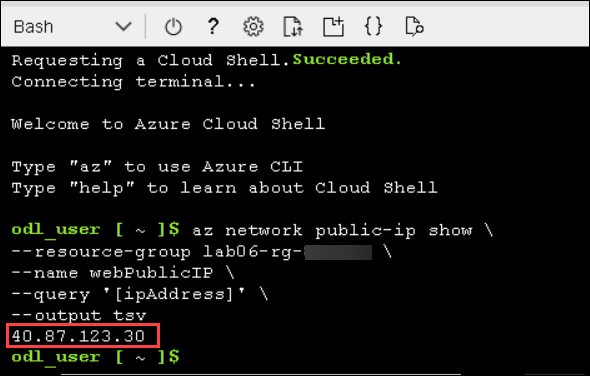 Bash
Requesting a Cloud Shell.Succeeded.
Connecting terminal...
Welcome to Azure Cloud Shell
Type "az" to use Azure CLI
Type "help" to learn about Cloud Shell
odl_user [ ~ ]$ az network public-ip show \
--resource-group lab06-rg- \
--name webPublicIP \
--query '[ipAddress]' \
--output tsv
40.87.123.30
odl_user [ ~ ]$